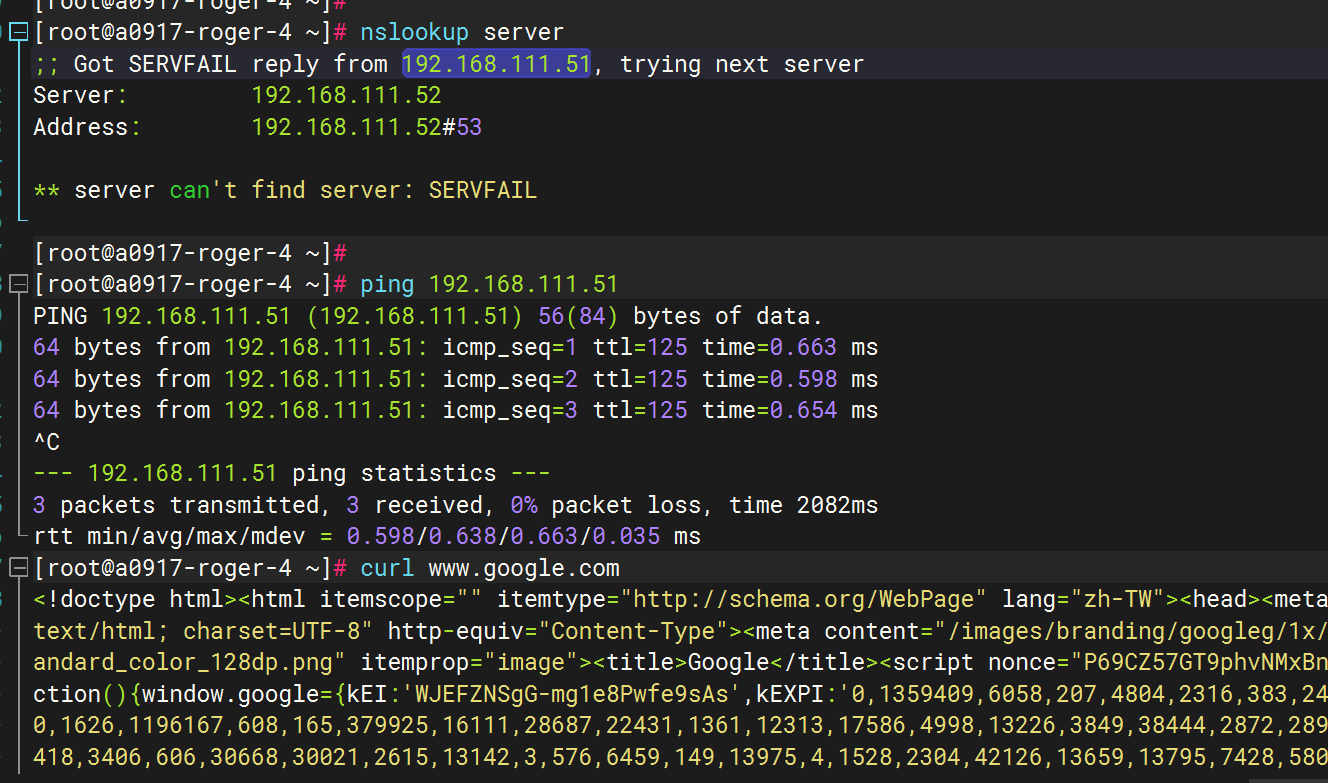 [root@a0917-roger-4 ~]#
[root@a0917-roger-4 ~]# nslookup server
;; Got SERVFAIL reply from 192.168.111.51, trying next server
Server: 192.168.111.52
Address: 192.168.111.52#53
** server can't find server: SERVFAIL
[root@a0917-roger-4 ~]#
[root@a0917-roger-4 ~]# ping 192.168.111.51
PING 192.168.111.51 (192.168.111.51) 56(84) bytes of data.
64 bytes from 192.168.111.51: icmp_seq=1 ttl=125 time=0.663 ms
64 bytes from 192.168.111.51: icmp_seq=2 ttl=125 time=0.598 ms
64 bytes from 192.168.111.51: icmp_seq=3 ttl=125 time=0.654 ms
^C
--- 192.168.111.51 ping statistics ---
3 packets transmitted, 3 received, 0% packet loss, time 2082ms
rtt min/avg/max/mdev = 0.598/0.638/0.663/0.035 ms
[root@a0917-roger-4 ~]# curl www.google.com
<!doctype html><html itemscope="" itemtype="http://schema.org/WebPage" lang="zh-TW"><head><meta
text/html; charset=UTF-8" http-equiv="Content-Type"><meta content="/images/branding/googleg/1x/
andard_color_128dp.png" itemprop="image"><title>Google</title><script nonce="P69CZ57GT9phvNMxBn
ction(){window.google={kEI:'WJEFZNSgG-mg1e8Pwfe9sAs',kEXPI:'0,1359409,6058,207,4804,2316,383,24
0,1626,1196167,608,165,379925,16111,28687,22431,1361,12313,17586,4998,13226,3849,38444,2872,289
418,3406,606,30668,30021,2615,13142,3,576,6459,149,13975,4,1528,2304,42126,13659,13795,7428,580